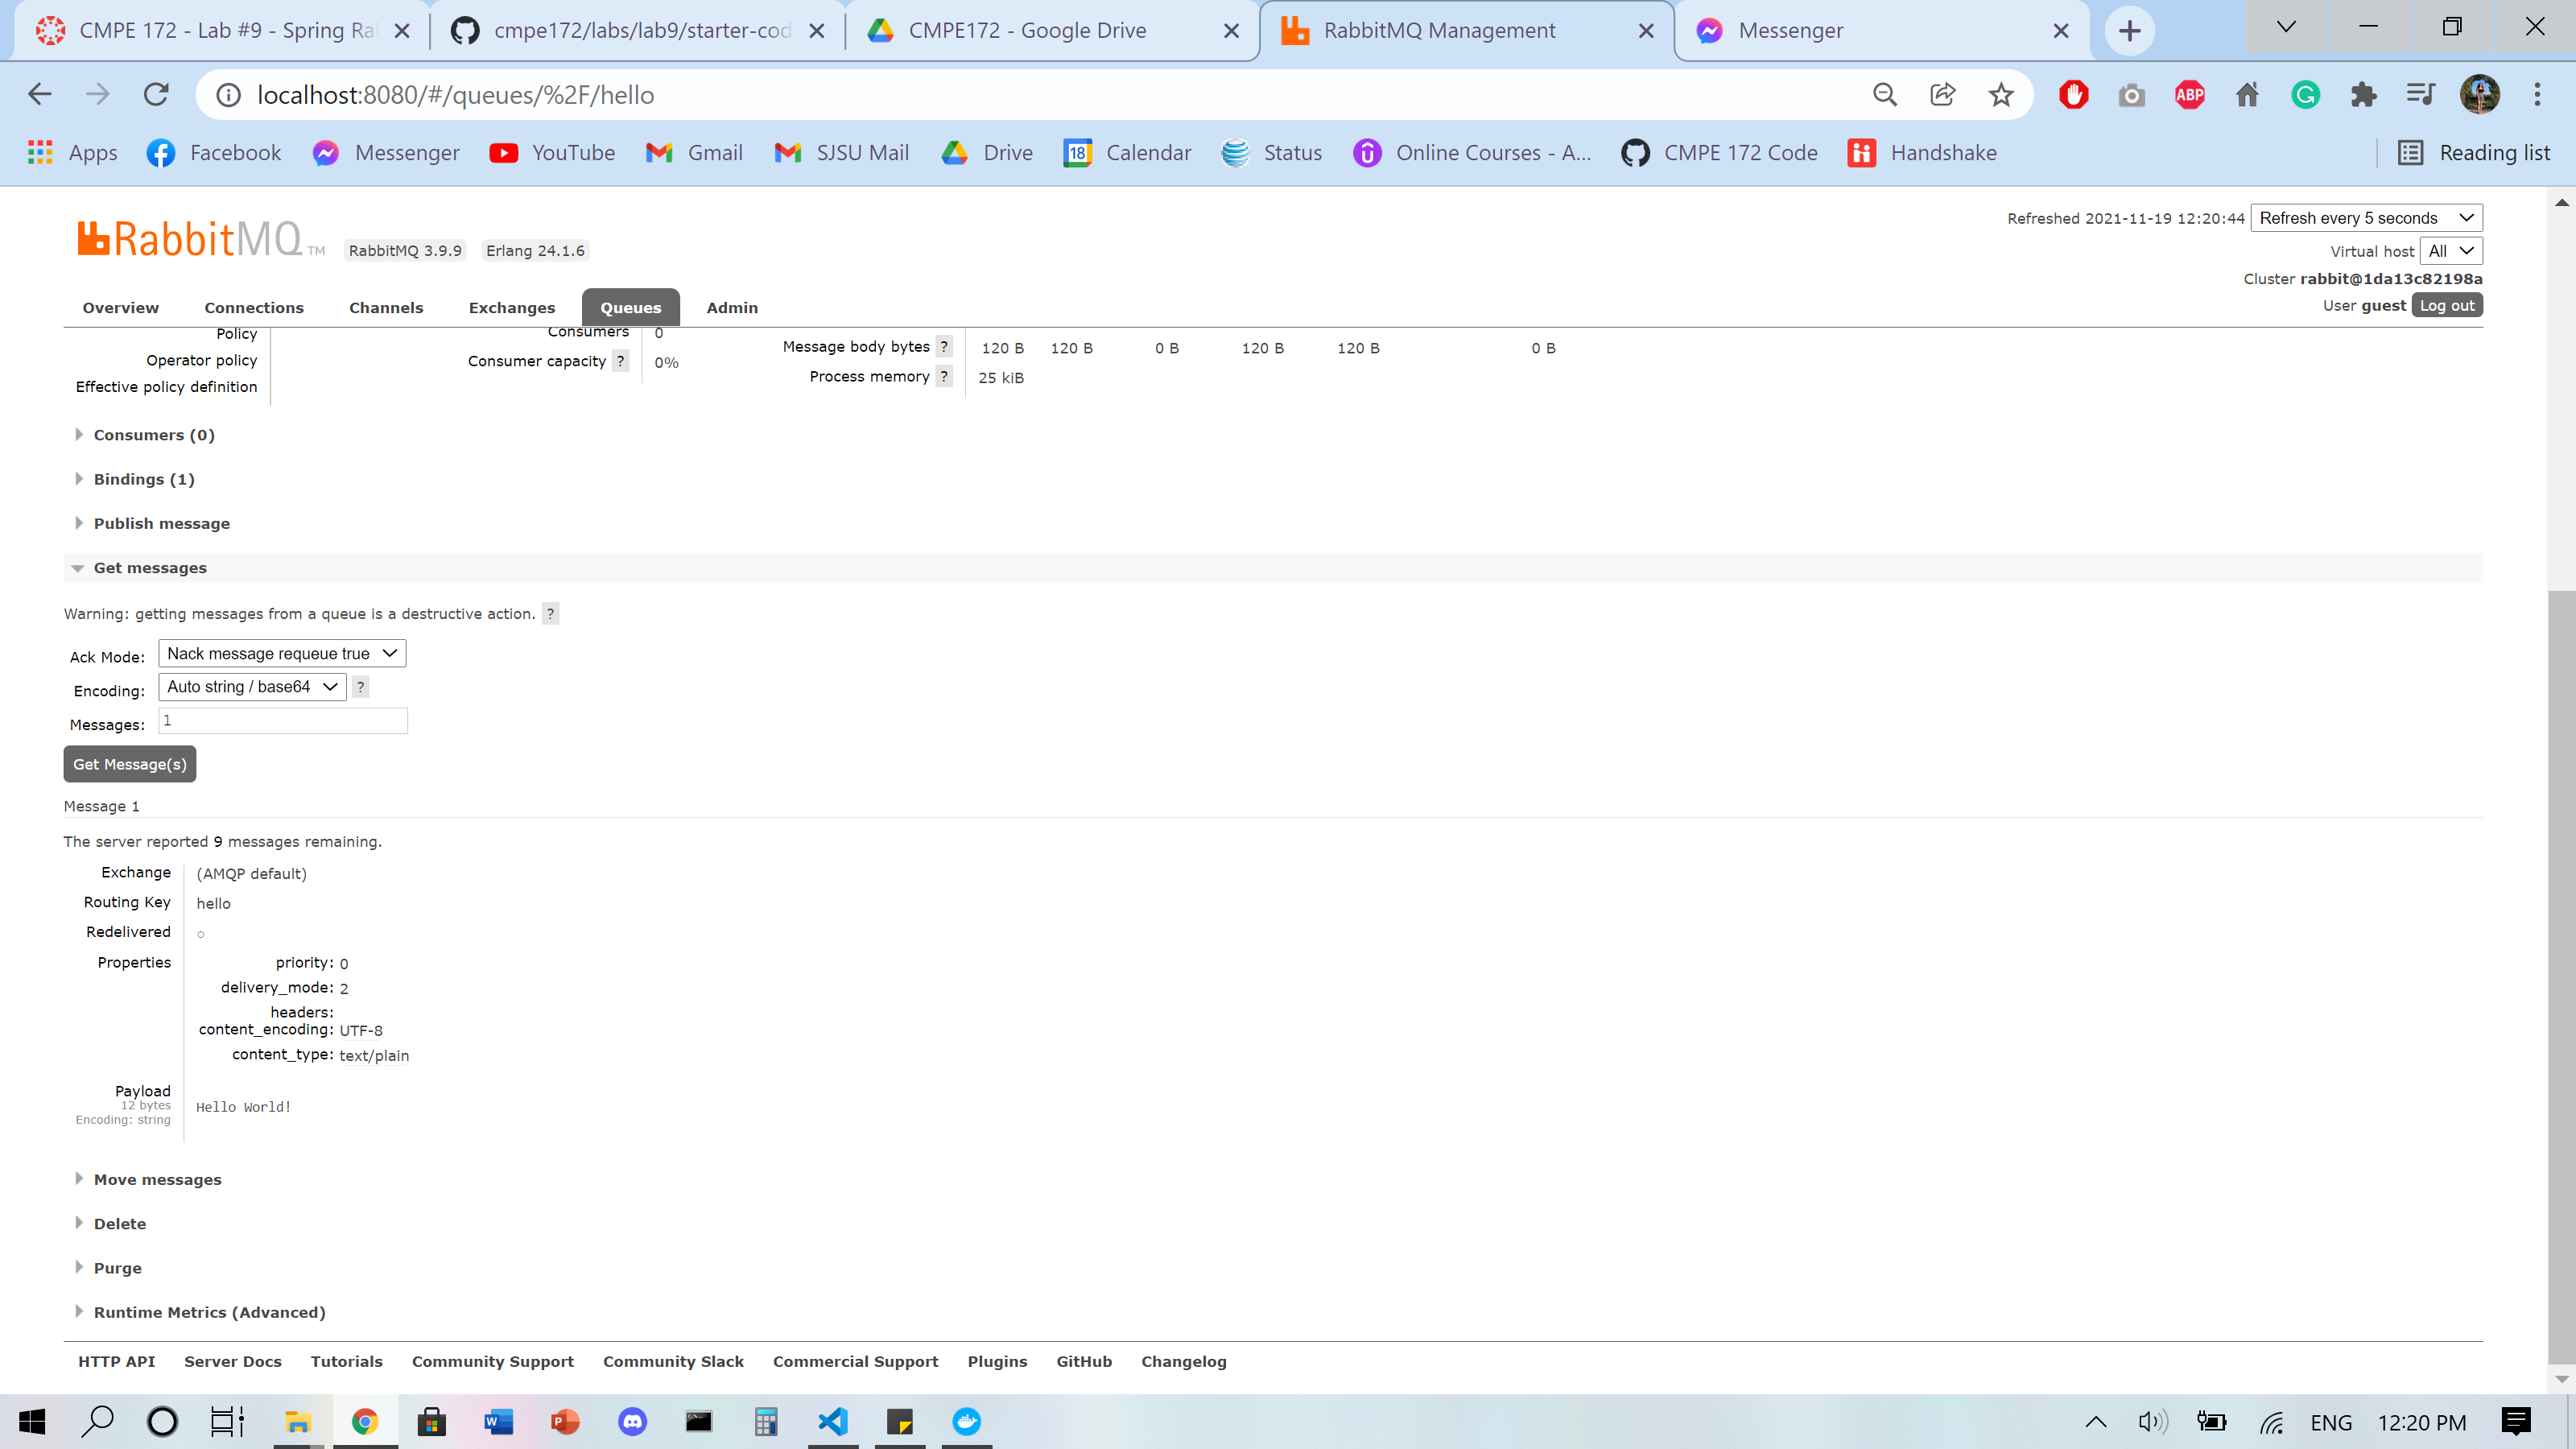 CMPE 172 - Lab #9 - Spring Ra
cmpe172/labs/lab9/starter-cod
CMPE172 - Google Drive
RabbitMQ Management
Messenger
localhost:8080/#/queues/%2F/hello
ABP
Apps
Facebook
Messenger
YouTube
Gmail
SJSU Mail
Drive
18
Calendar
Status
Online Courses - A...
CMPE 172 Code
Handshake
Reading list
RabbitMQ TM
RabbitMQ 3.9.9
Erlang 24.1.6
Refreshed 2021-11-19 12:20:44
Refresh every 5 seconds
Virtual host All
Cluster rabbit@1da13c82198a
User guest Log out
Overview
Connections
Channels
Exchanges
Queues
Admin
Policy
Operator policy
Effective policy definition
Consumers 0
Consumer capacity ? 0%
Message body bytes ? 120 B 120 B 0 B 120 B 120 B 0 B
Process memory ? 25 kiB
Consumers (0)
Bindings (1)
Publish message
Get messages
Warning: getting messages from a queue is a destructive action. ?
Ack Mode: Nack message requeue true
Encoding: Auto string / base64 ?
Messages: 1
Get Message(s)
Message 1
The server reported 9 messages remaining.
Exchange (AMQP default)
Routing Key hello
Redelivered ○
Properties priority: 0
delivery_mode: 2
headers:
content_encoding: UTF-8
content_type: text/plain
Payload
12 bytes
Encoding: string
Hello World!
Move messages
Delete
Purge
Runtime Metrics (Advanced)
HTTP API
Server Docs
Tutorials
Community Support
Community Slack
Commercial Support
Plugins
GitHub
Changelog
ENG
12:20 PM